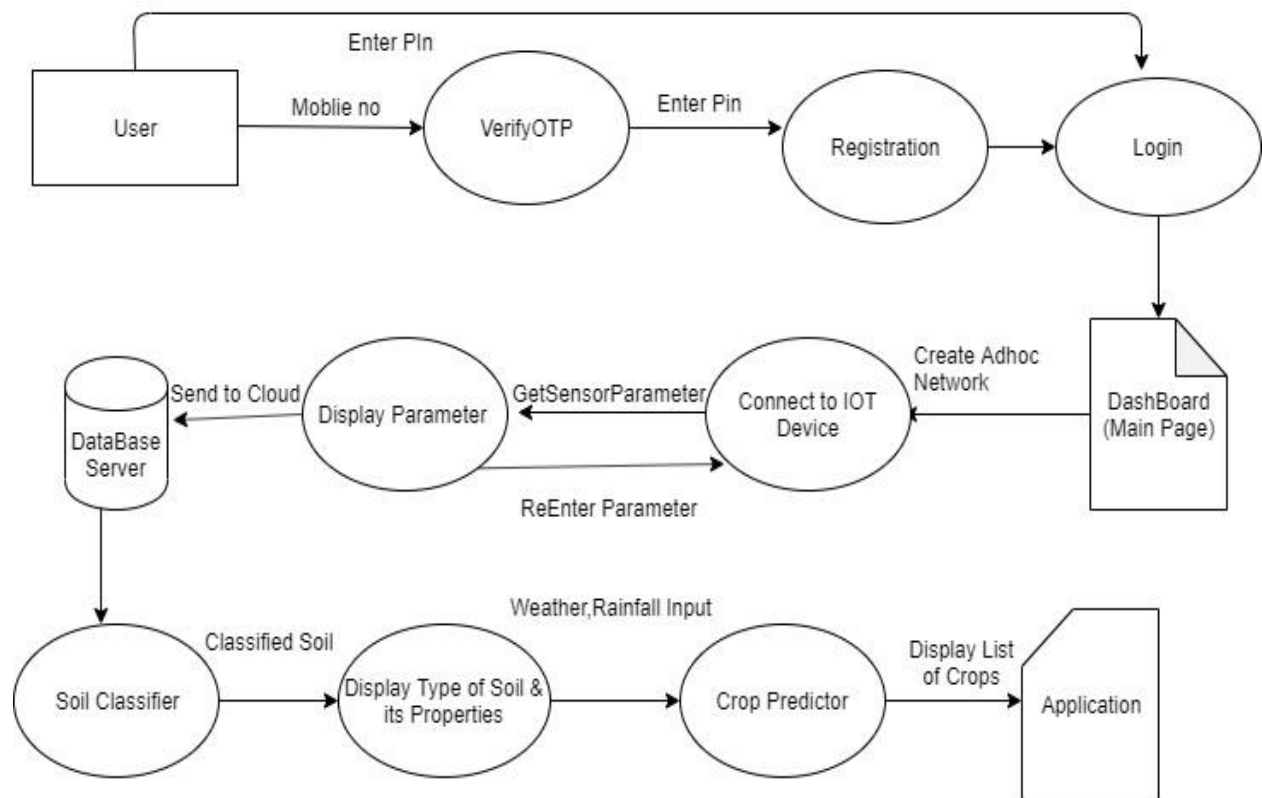 Enter PIn
User
Moblie no
VerifyOTP
Enter Pin
Registration
Login
Create Adhoc
Network
DashBoard
(Main Page)
Connect to IOT
Device
GetSensorParameter
Display Parameter
Send to Cloud
DataBase
Server
ReEnter Parameter
Soil Classifier
Classified Soil
Display Type of Soil &
its Properties
Weather,Rainfall Input
Crop Predictor
Display List
of Crops
Application